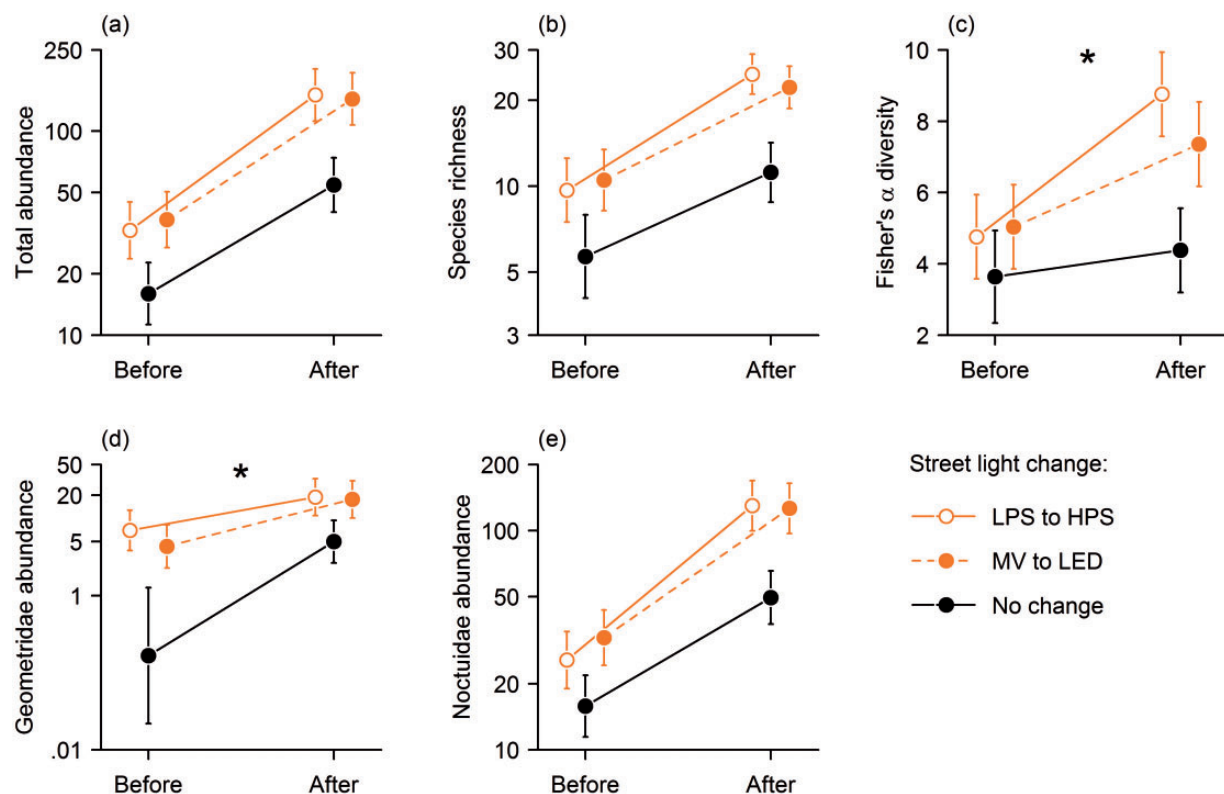 (a)
Total abundance
250
100
50
20
10
Before
After
(b)
Species richness
30
20
10
5
3
Before
After
(c)
Fisher's α diversity
10
8
6
4
2
*
Before
After
(d)
Geometridae abundance
50
20
5
1
.01
*
Before
After
(e)
Noctuidae abundance
200
100
50
20
10
Before
After
Street light change:
LPS to HPS
MV to LED
No change